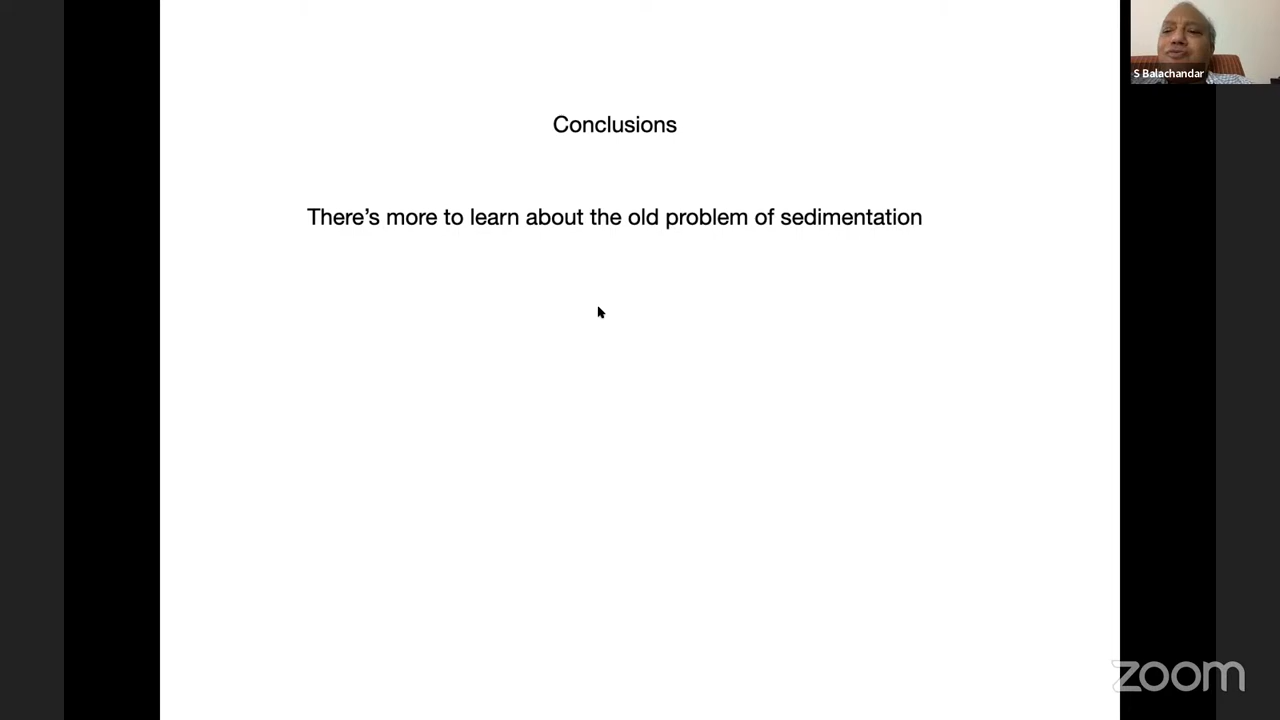 S Balachandar
Conclusions
There’s more to learn about the old problem of sedimentation
zoom